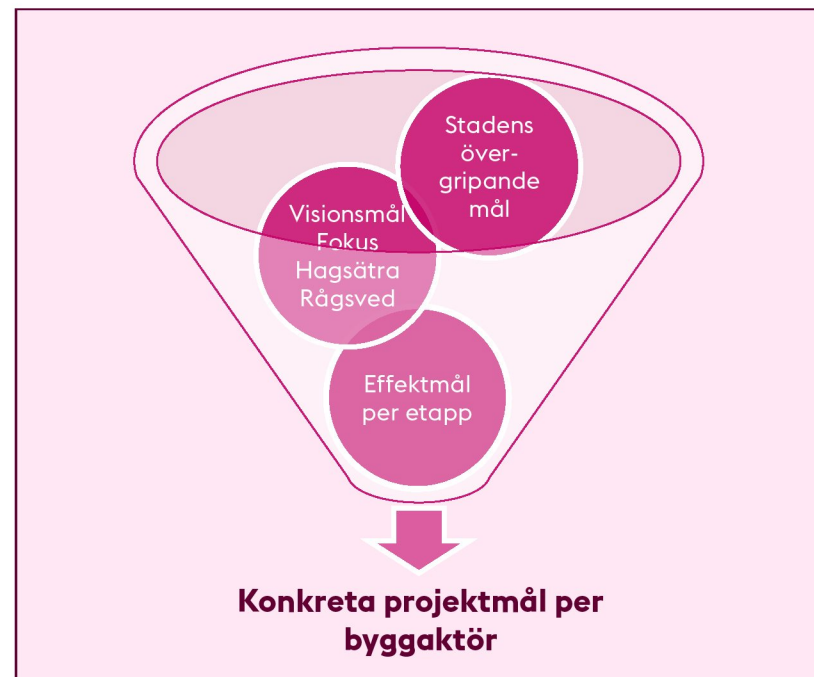 Stadens
över-
gripande
mål
Visionsmål
Fokus
Hagsätra
Rågsved
Effektmål
per etapp
Konkreta projektmål per
byggaktör